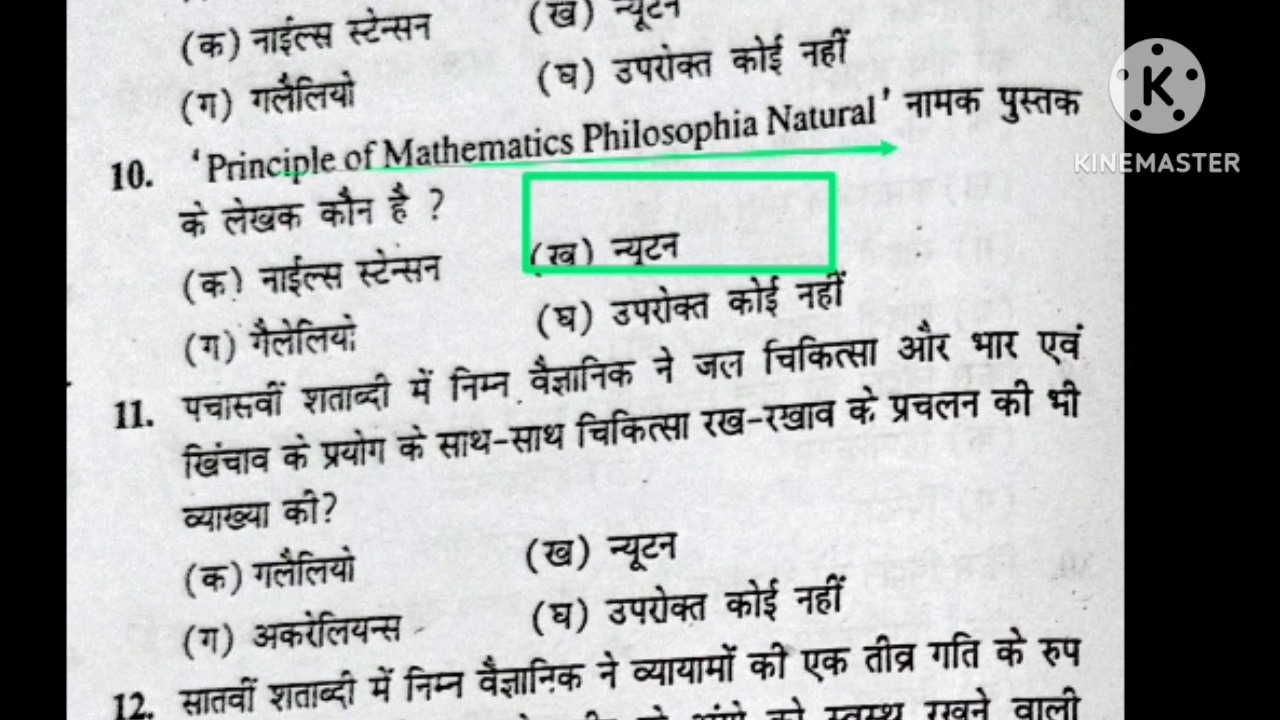 (क) नाईल्स स्टेन्सन (ख) न्यूटन
(ग) गलैलियो (घ) उपरोक्त कोई नहीं
10. 'Principle of Mathematics Philosophia Natural' नामक पुस्तक
के लेखक कौन है ?
(क) नाईल्स स्टेन्सन (ख) न्यूटन
(ग) गैलेलियो (घ) उपरोक्त कोई नहीं
11. पचासवीं शताब्दी में निम्न वैज्ञानिक ने जल चिकित्सा और भार एवं
खिंचाव के प्रयोग के साथ-साथ चिकित्सा रख-रखाव के प्रचलन की भी
व्याख्या की?
(क) गलैलियो (ख) न्यूटन
(ग) अकरेलियन्स (घ) उपरोक्त कोई नहीं
12. सातवीं शताब्दी में निम्न वैज्ञानिक ने व्यायामों की एक तीव्र गति के रुप
को स्वस्थ रखने वाली
KINEMASTER